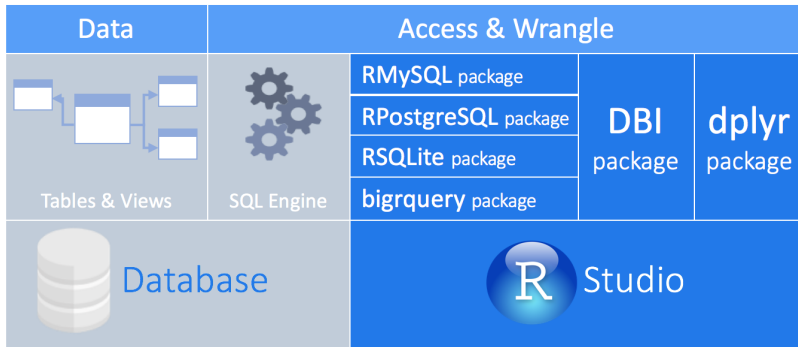 Data
Access & Wrangle
Tables & Views
SQL Engine
RMySQL package
RPostgreSQL package
RSQLite package
bigrquery package
DBI
package
dplyr
package
Database
R Studio